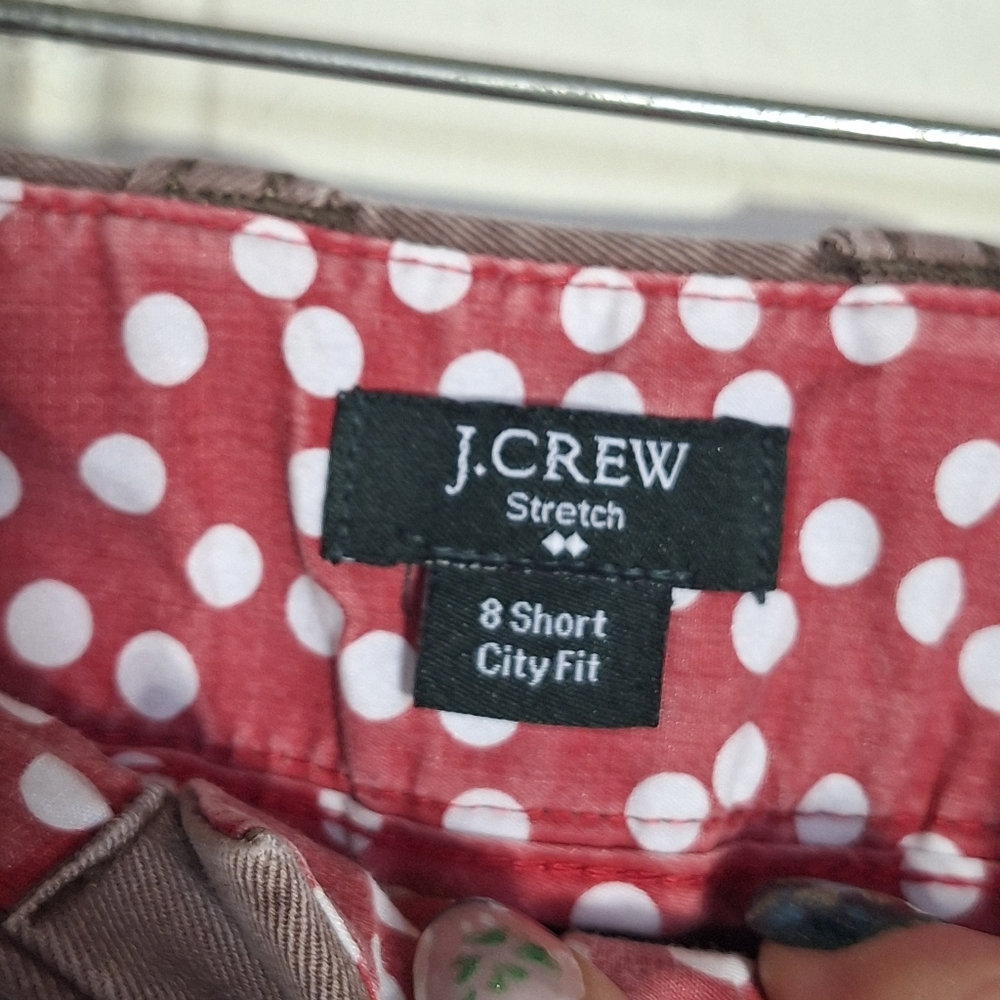 J.CREW
Stretch
8 Short
City Fit